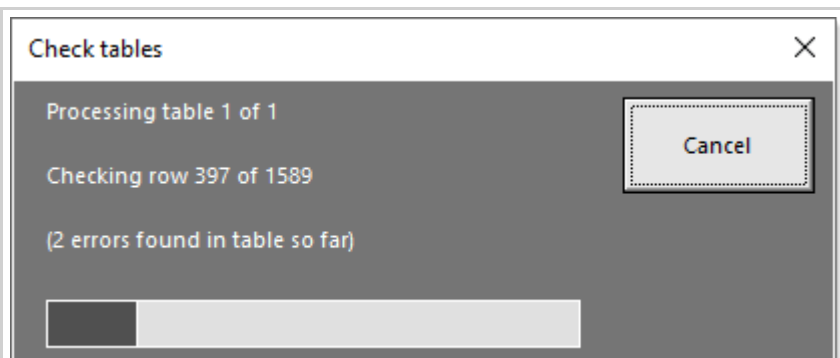 Check tables
Processing table 1 of 1
Cancel
Checking row 397 of 1589
(2 errors found in table so far)